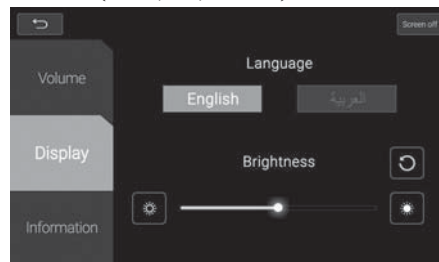 Screen off
Volume
Language
English
العربية
Display
Brightness
Information